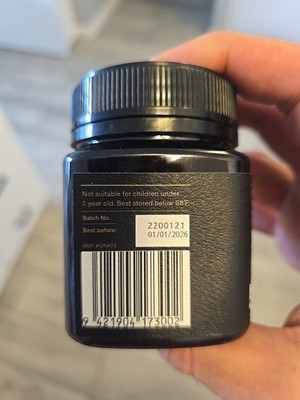 Not suitable for children under
1 year old. Best stored below 68°F.
Batch No.
2200121
Best before:
01/01/2026
9 421904 173002